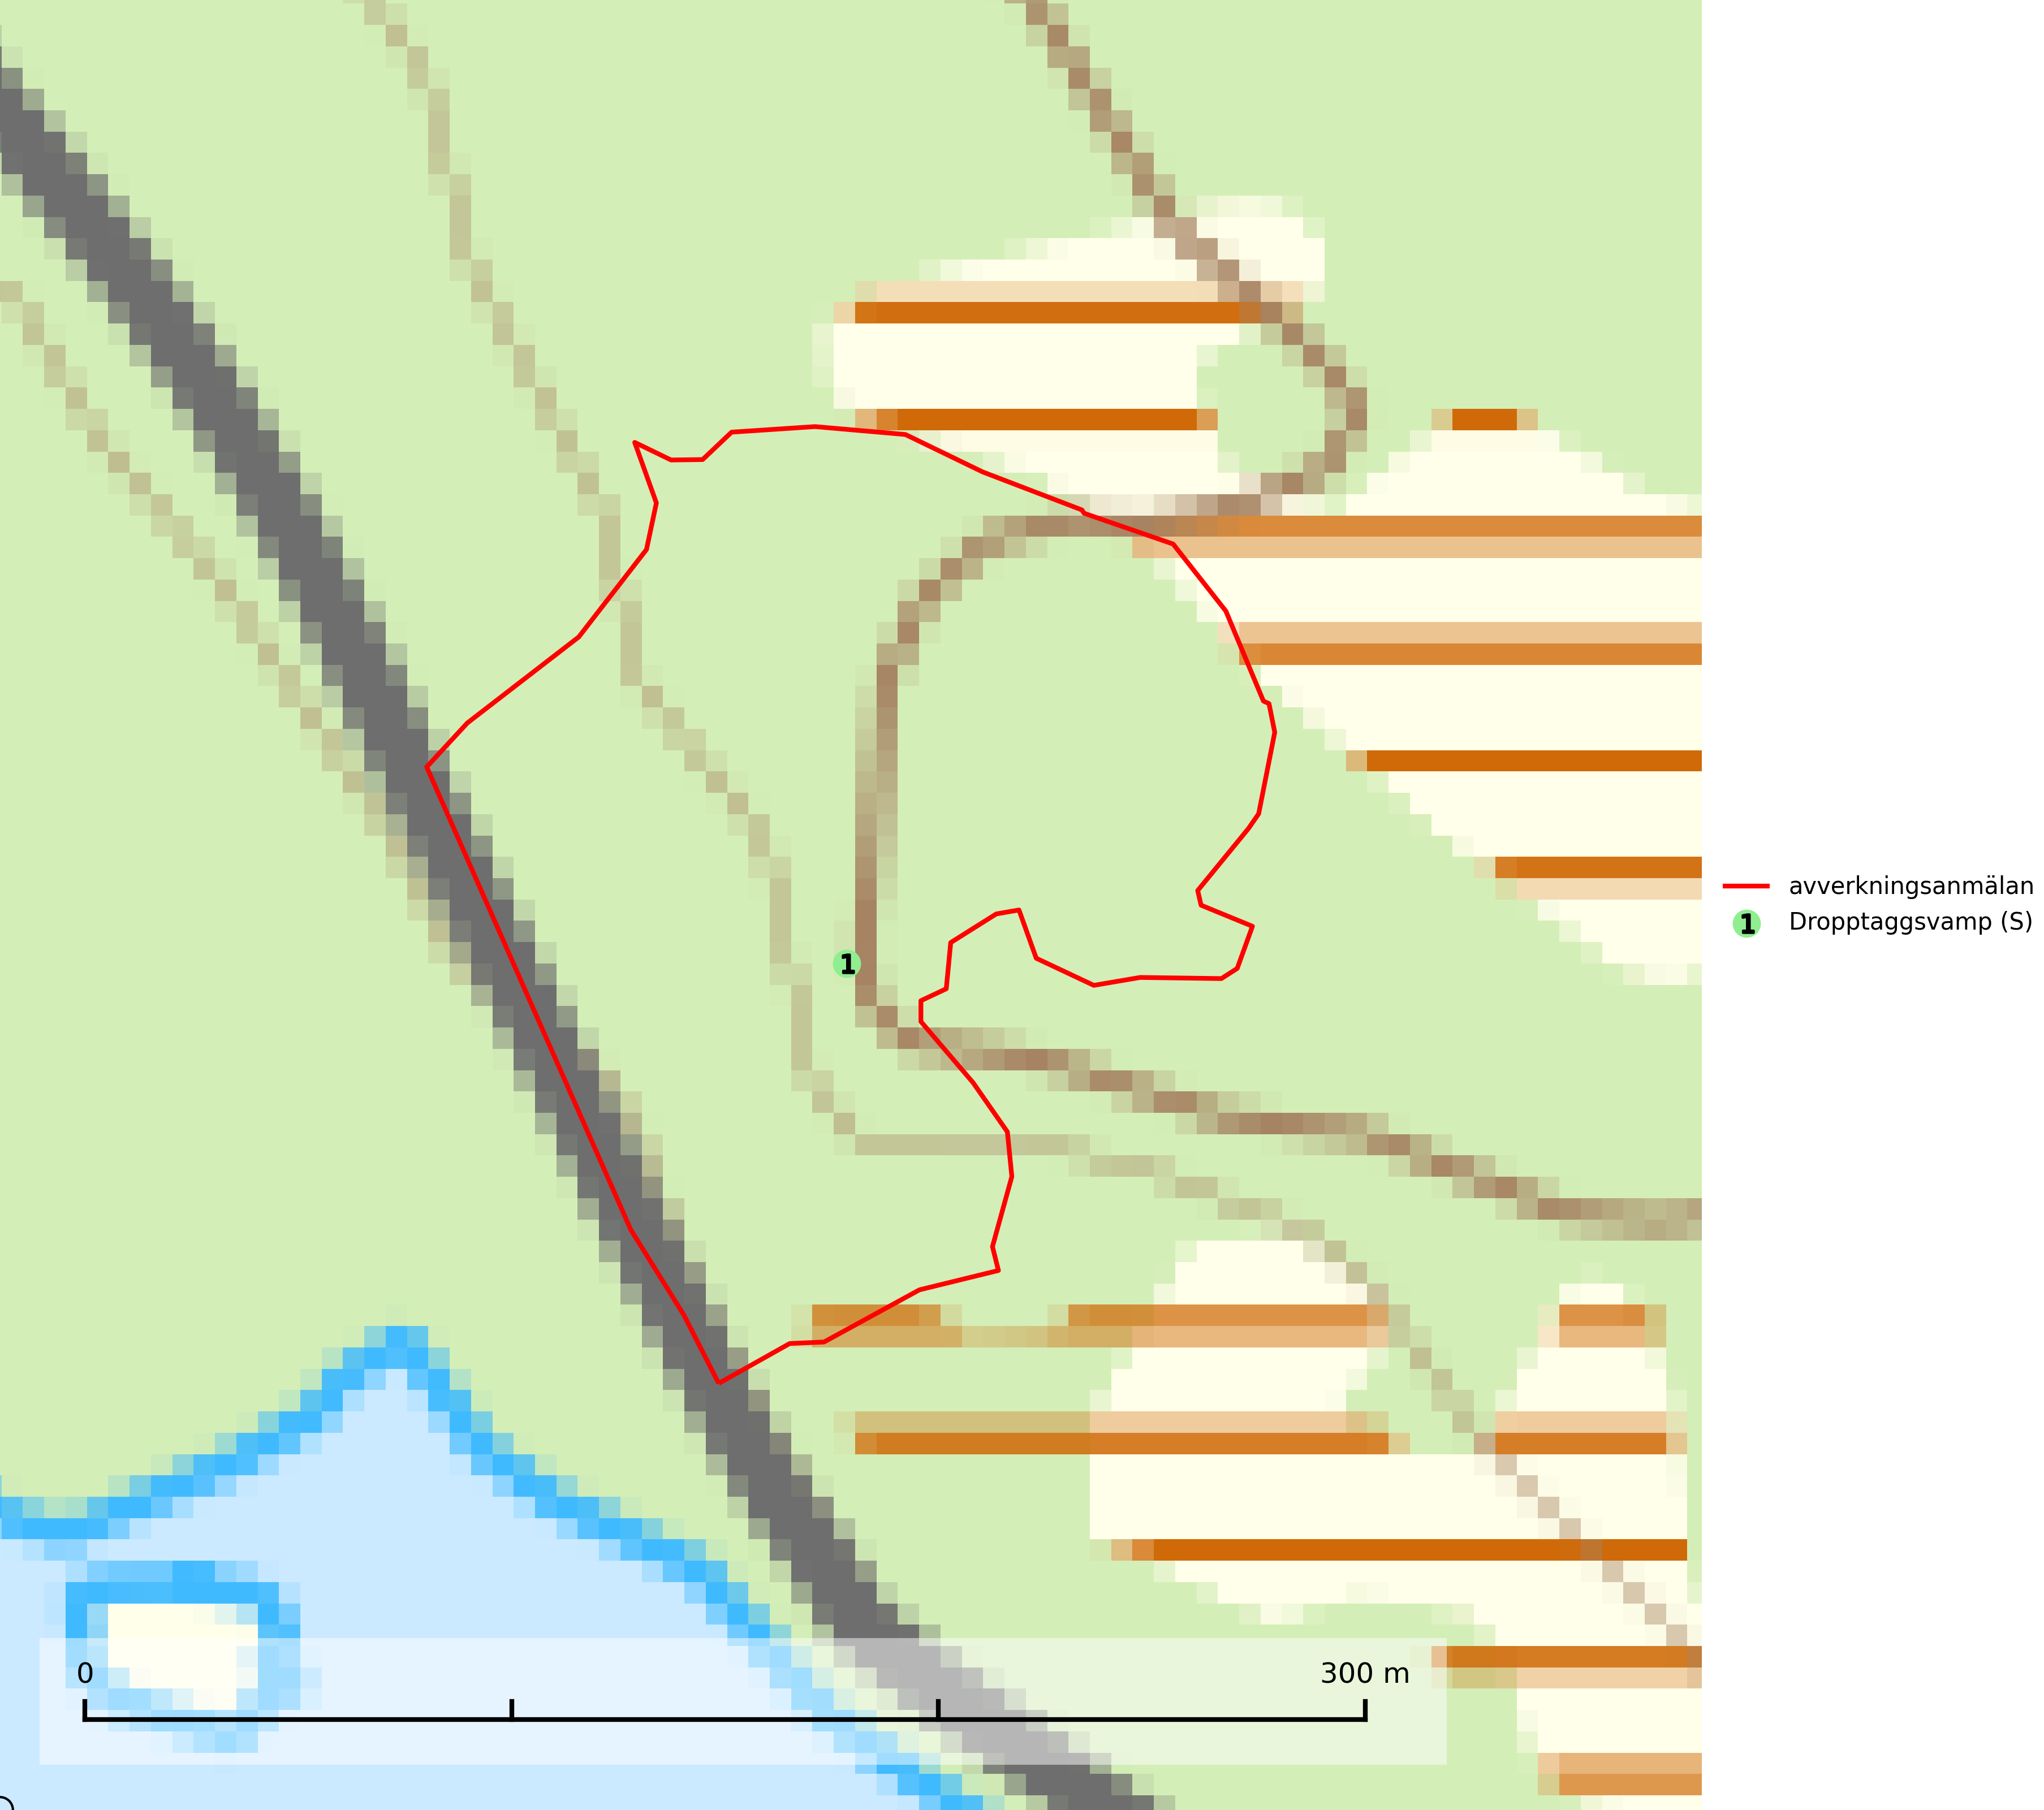 avverkningsanmälan
1 Dropptaggsvamp (S)
1
0 300 m